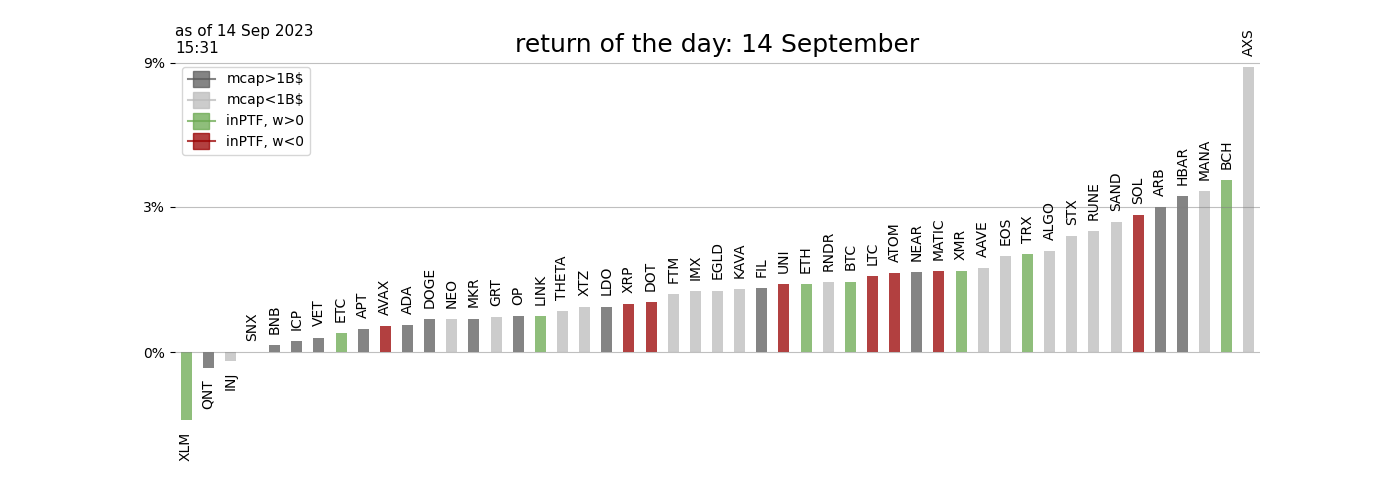 as of 14 Sep 2023
15:31
return of the day: 14 September
9%
3%
0%
mcap>1B$
mcap<1B$
inPTF, w>0
inPTF, w<0
XLM
QNT
INJ
SNX
BNB
ICP
VET
ETC
APT
AVAX
ADA
DOGE
NEO
MKR
GRT
OP
LINK
THETA
XTZ
LDO
XRP
DOT
FTM
IMX
EGLD
KAVA
FIL
UNI
ETH
RNDR
BTC
LTC
ATOM
NEAR
MATIC
XMR
AAVE
EOS
TRX
ALGO
STX
RUNE
SAND
SOL
ARB
HBAR
MANA
BCH
AXS